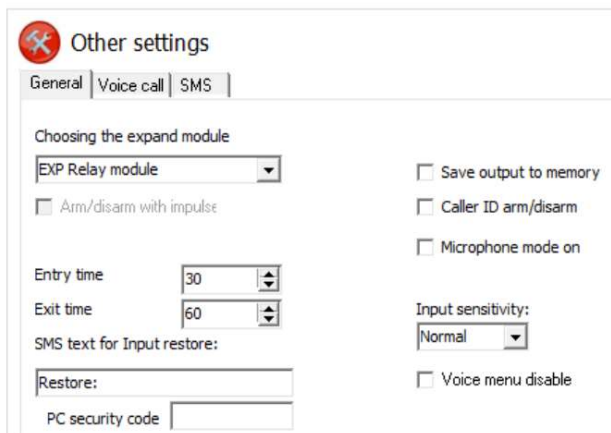 Other settings
General Voice call SMS
Choosing the expand module
EXP Relay module
Save output to memory
Arm/disarm with impulse
Caller ID arm/disarm
Microphone mode on
Entry time 30
Exit time 60
Input sensitivity:
Normal
SMS text for Input restore:
Restore:
Voice menu disable
PC security code